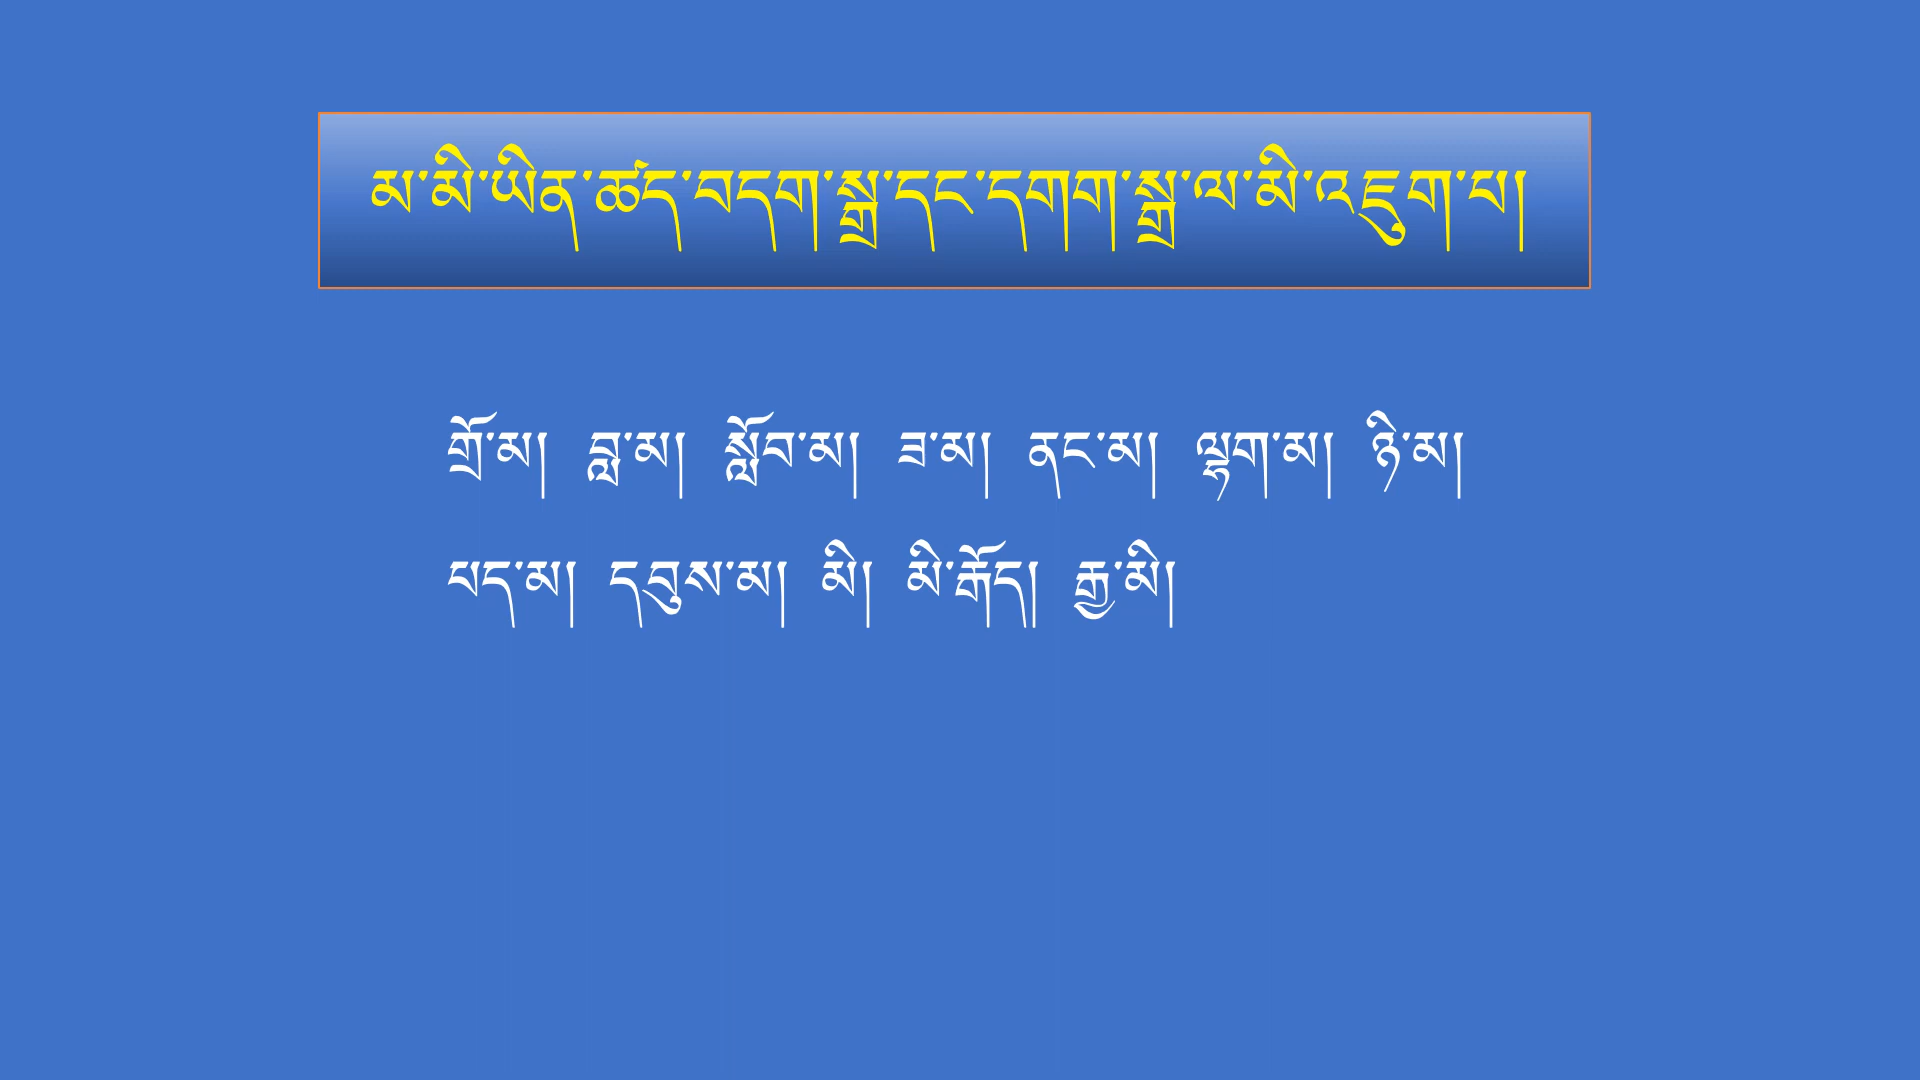 མ་མི་ཡིན་ཚད་བདག་སྒྲ་དང་དགག་སྒྲ་ལ་མི་འཇུག་པ།
གྲོ་མ། བླ་མ། སློབ་མ། ཟ་མ། ནང་མ། ལྷག་མ། ཉི་མ།
པད་མ། དབུས་མ། མི། མི་རྒོད། རྒྱ་མི།